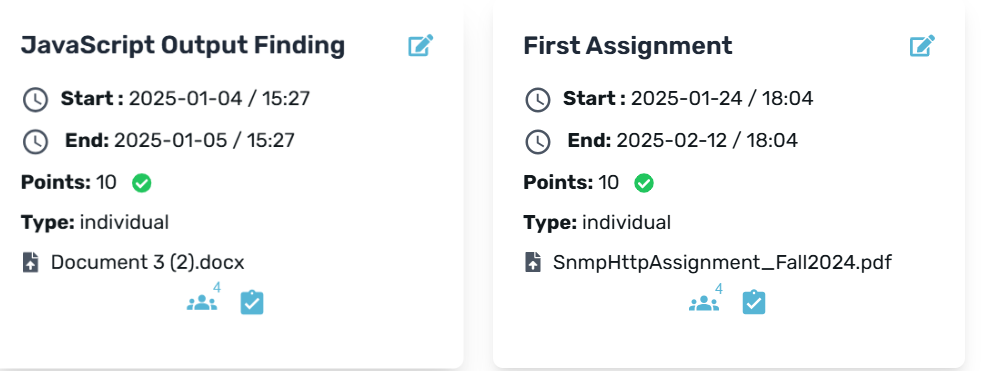 JavaScript Output Finding
Start : 2025-01-04 / 15:27
End: 2025-01-05 / 15:27
Points: 10
Type: individual
Document 3 (2).docx
4
First Assignment
Start : 2025-01-24 / 18:04
End: 2025-02-12 / 18:04
Points: 10
Type: individual
SnmpHttpAssignment_Fall2024.pdf
4